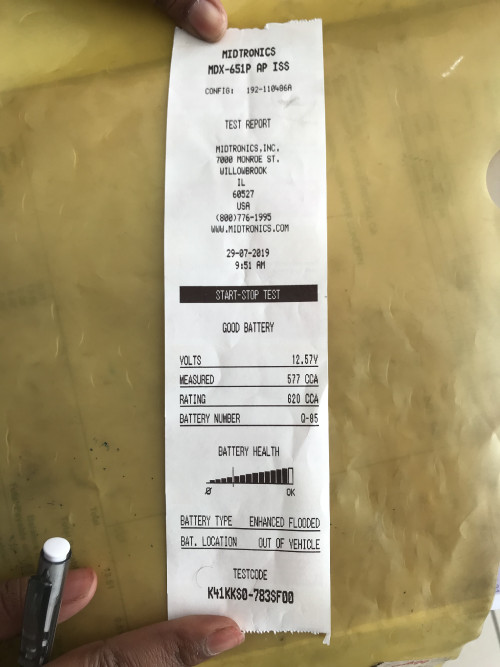 MIDTRONICS
MDX-651P AP ISS
CONFIG: 192-110486A
TEST REPORT
MIDTRONICS,INC.
7000 MONROE ST.
WILLOWBROOK
IL
60527
USA
(800)776-1995
WWW.MIDTRONICS.COM
29-07-2019
9:51 AM
START-STOP TEST
GOOD BATTERY
VOLTS 12.57V
MEASURED 577 CCA
RATING 620 CCA
BATTERY NUMBER Q-85
BATTERY HEALTH
0 OK
BATTERY TYPE ENHANCED FLOODED
BAT. LOCATION OUT OF VEHICLE
TESTCODE
K41KKS0-783SF00